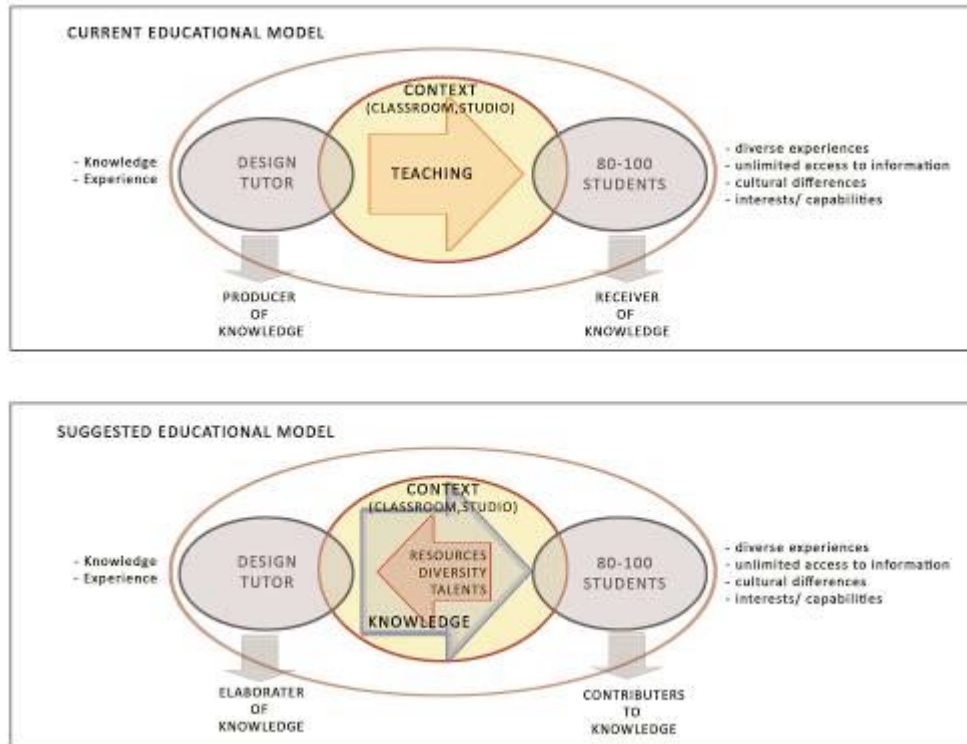 CURRENT EDUCATIONAL MODEL
CONTEXT
(CLASSROOM,STUDIO)
- Knowledge
- Experience
DESIGN
TUTOR
TEACHING
80-100
STUDENTS
- diverse experiences
- unlimited access to information
- cultural differences
- interests/ capabilities
PRODUCER
OF
KNOWLEDGE
RECEIVER
OF
KNOWLEDGE
SUGGESTED EDUCATIONAL MODEL
CONTEXT
(CLASSROOM,STUDIO)
- Knowledge
- Experience
DESIGN
TUTOR
RESOURCES
DIVERSITY
TALENTS
KNOWLEDGE
80-100
STUDENTS
- diverse experiences
- unlimited access to information
- cultural differences
- interests/ capabilities
ELABORATER
OF
KNOWLEDGE
CONTRIBUTERS
TO
KNOWLEDGE